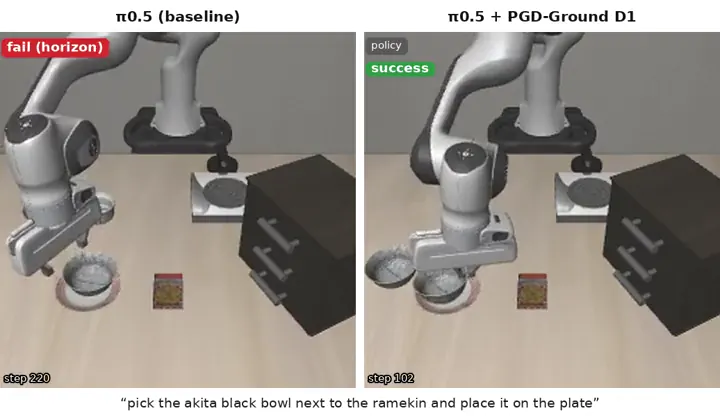 π0.5 (baseline)
π0.5 + PGD-Ground D1
fail (horizon)
policy
success
step 220
step 102
“pick the akita black bowl next to the ramekin and place it on the plate”